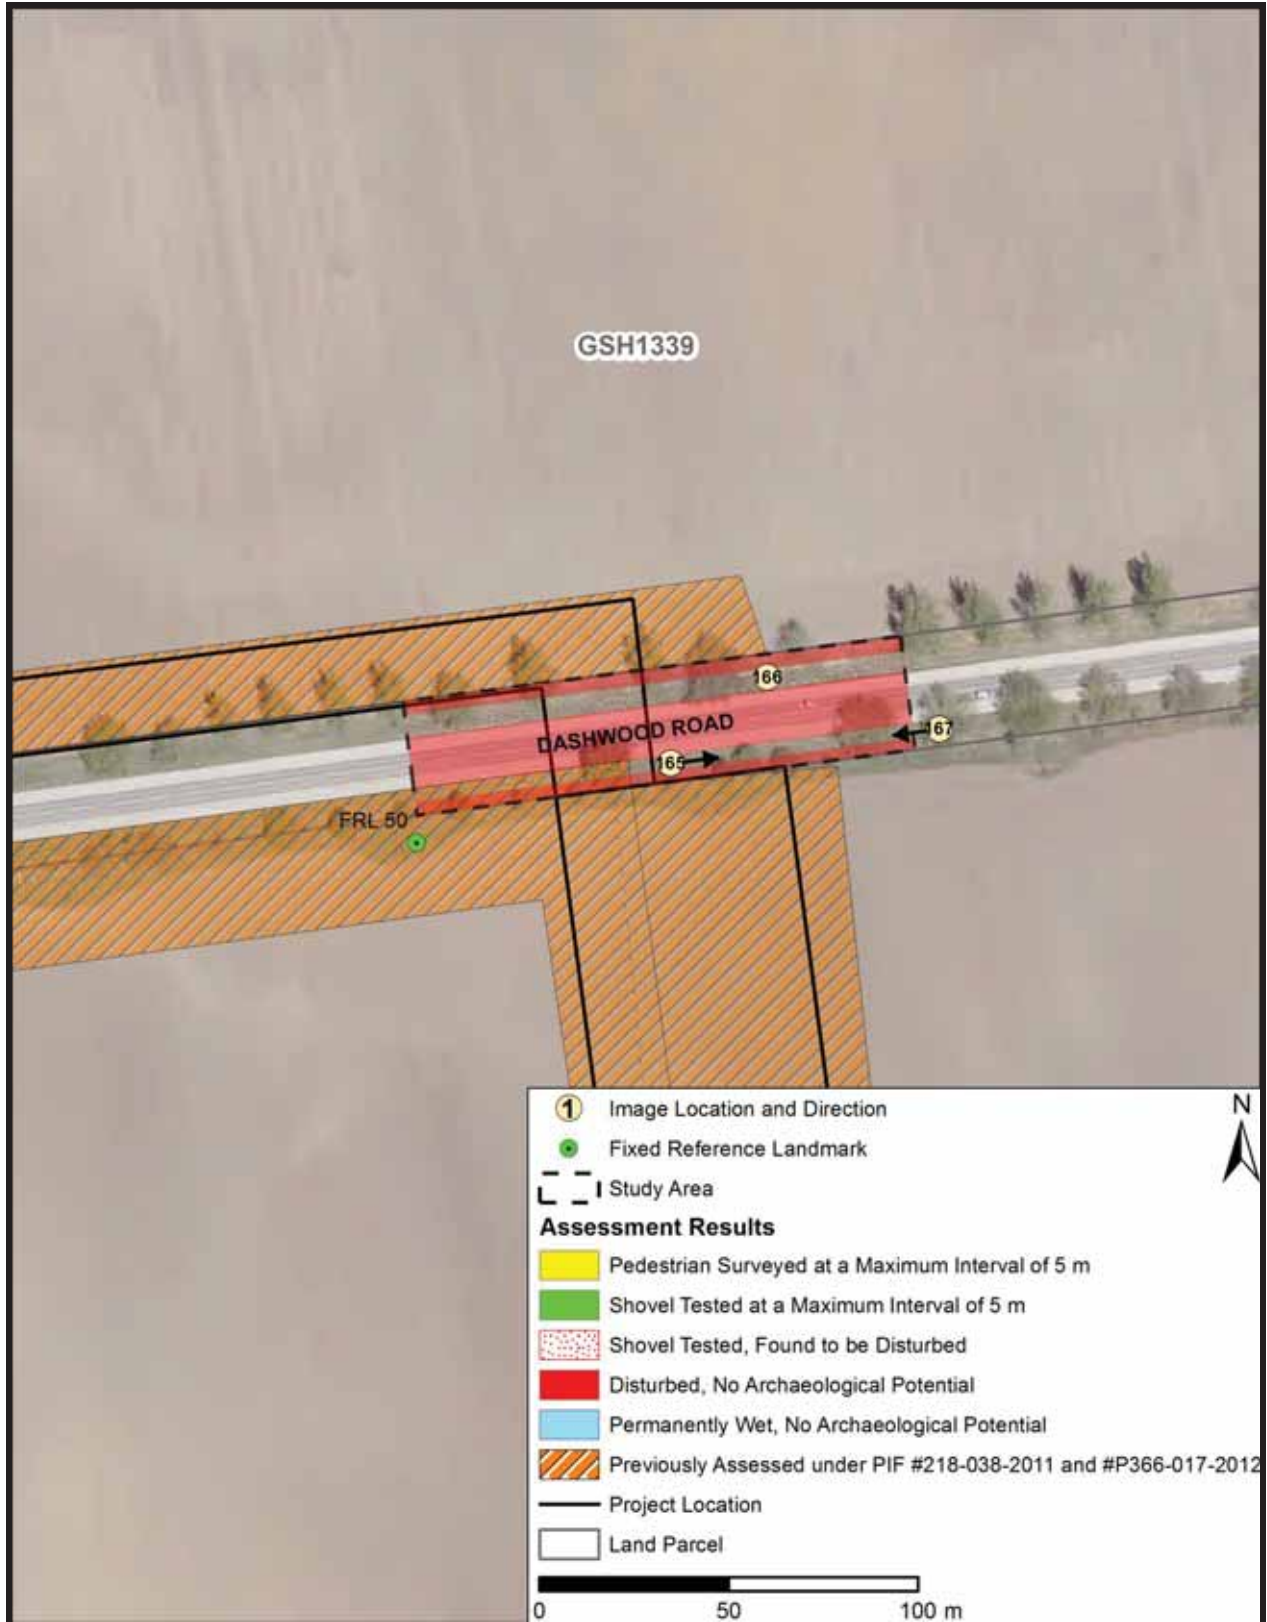 GSH1339
166
DASHWOOD ROAD
167
165
FRL 50
1 Image Location and Direction
N
Fixed Reference Landmark
Study Area
Assessment Results
Pedestrian Surveyed at a Maximum Interval of 5 m
Shovel Tested at a Maximum Interval of 5 m
Shovel Tested, Found to be Disturbed
Disturbed, No Archaeological Potential
Permanently Wet, No Archaeological Potential
Previously Assessed under PIF #218-038-2011 and #P366-017-2012
Project Location
Land Parcel
0 50 100 m